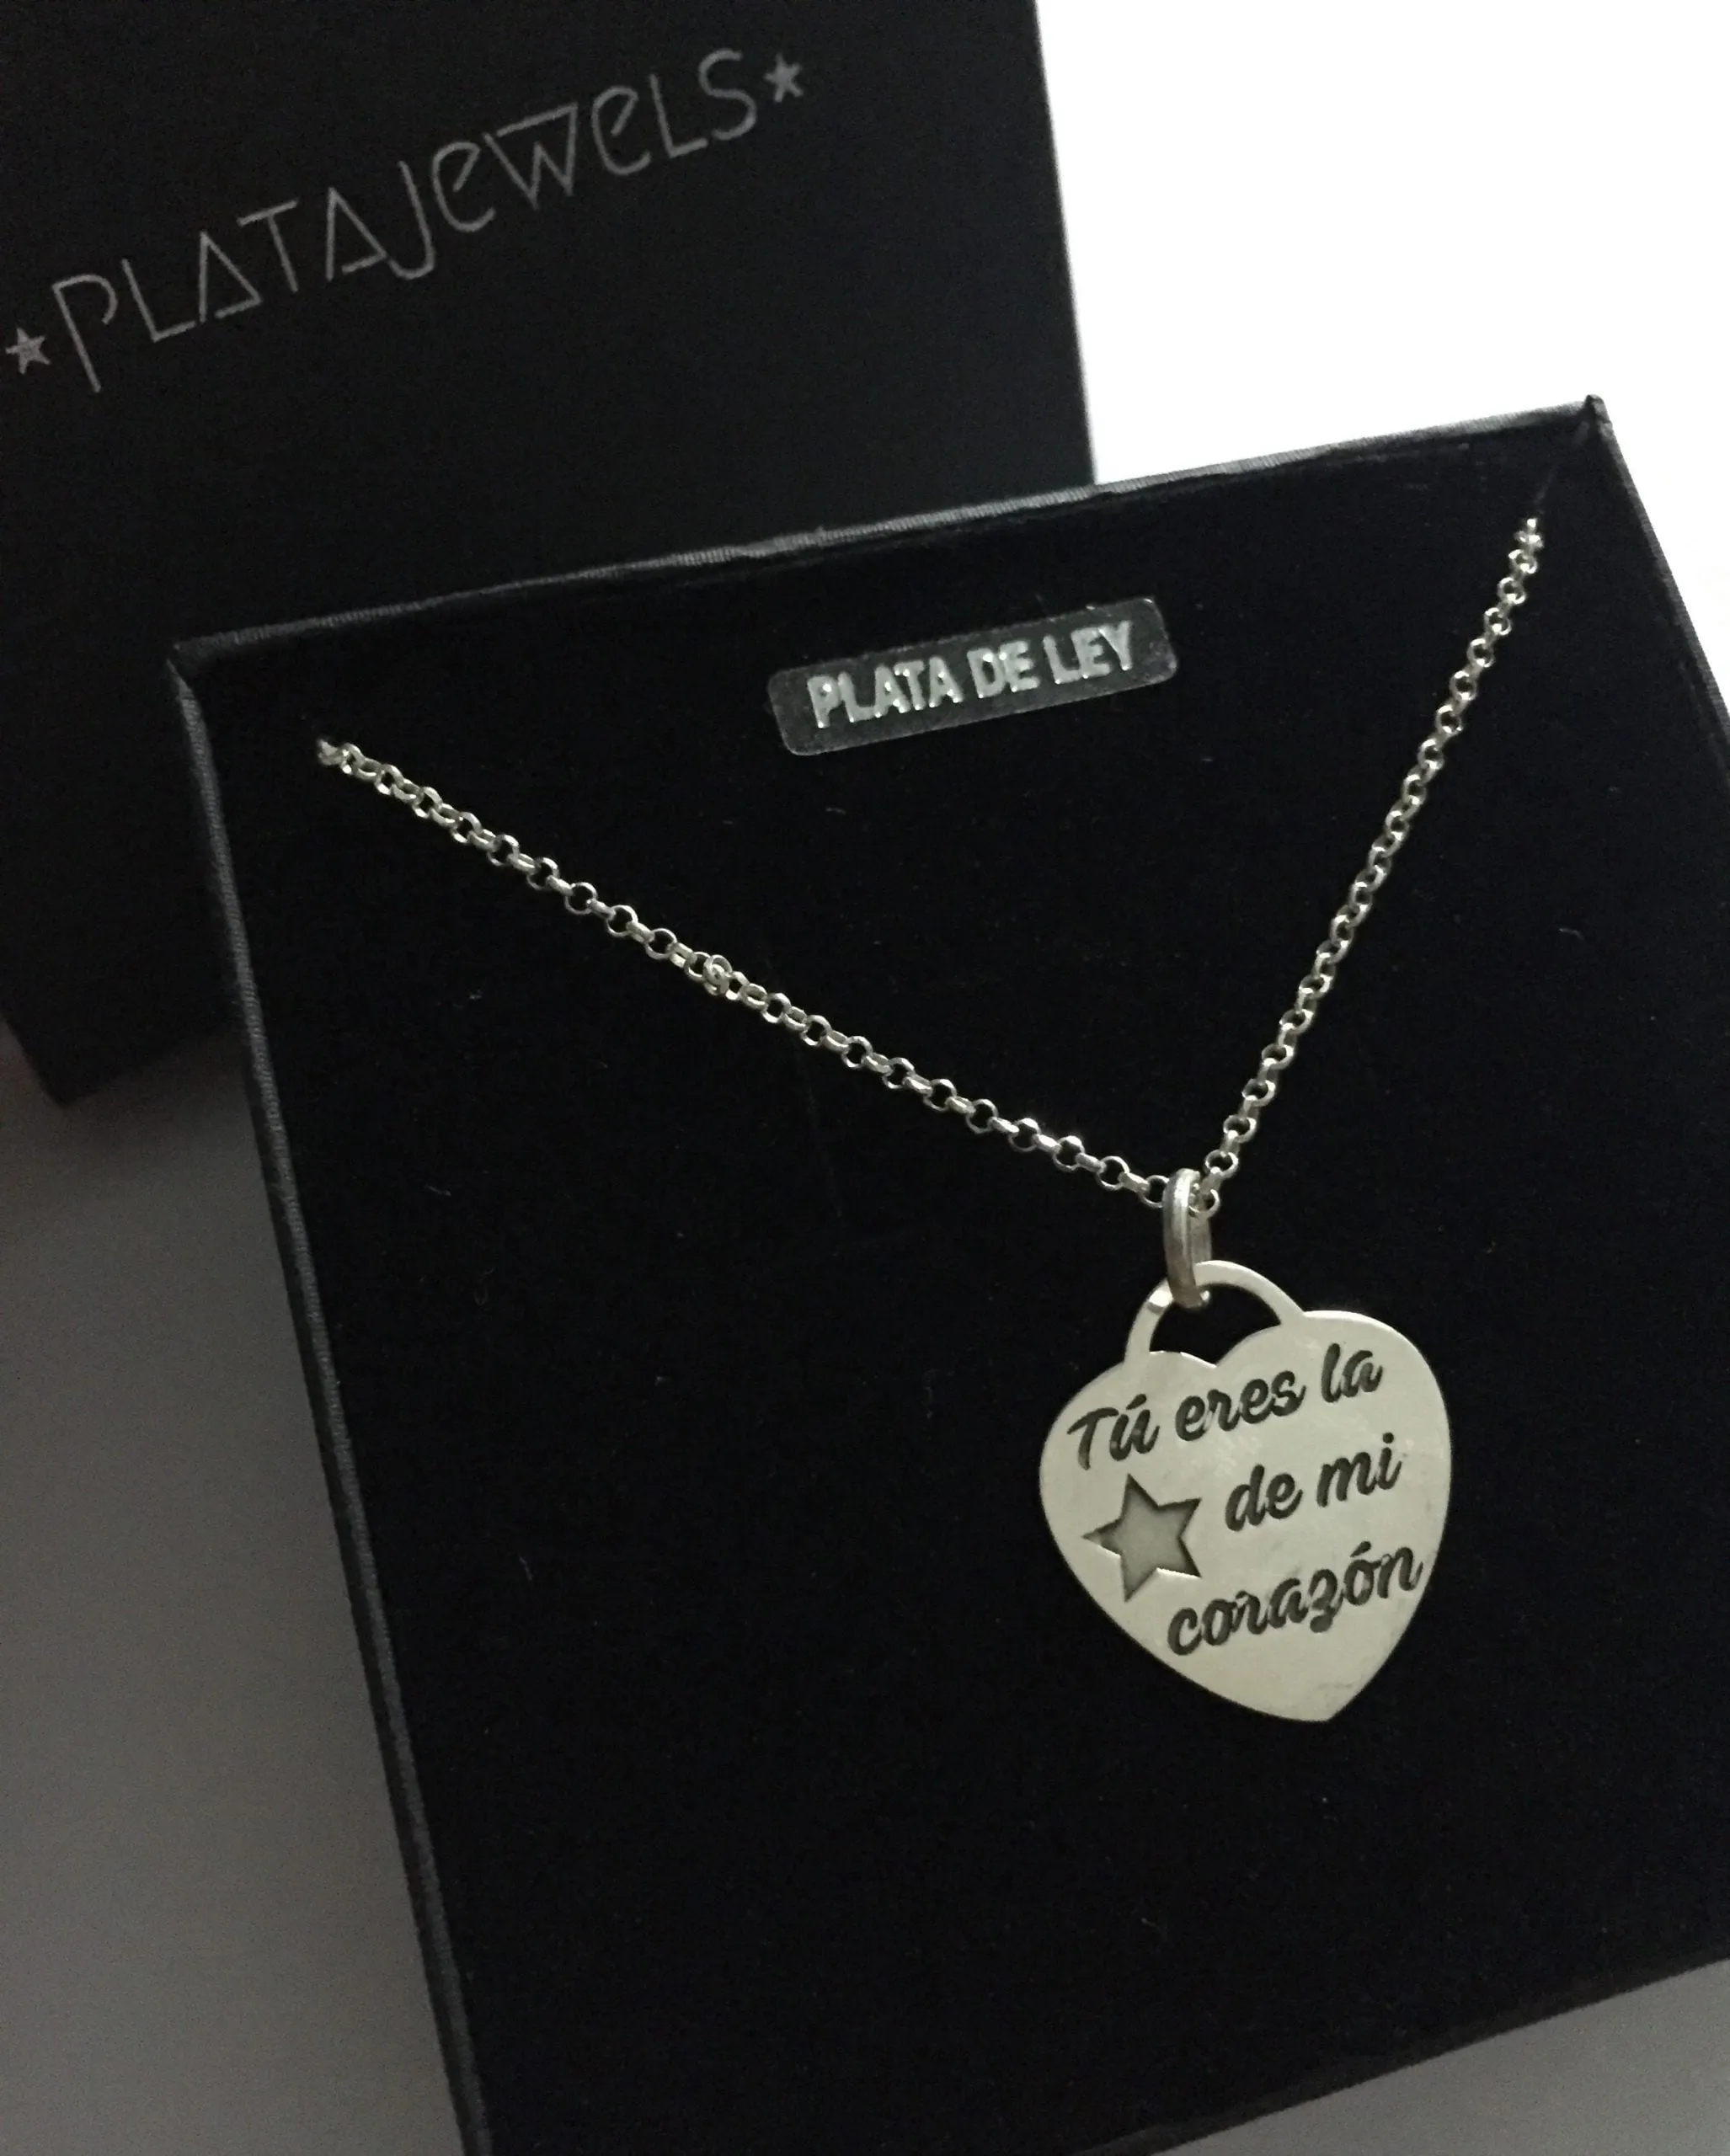 ★PLATAJEWELS★
PLATA DE LEY
Tú eres la
★ de mi
corazón